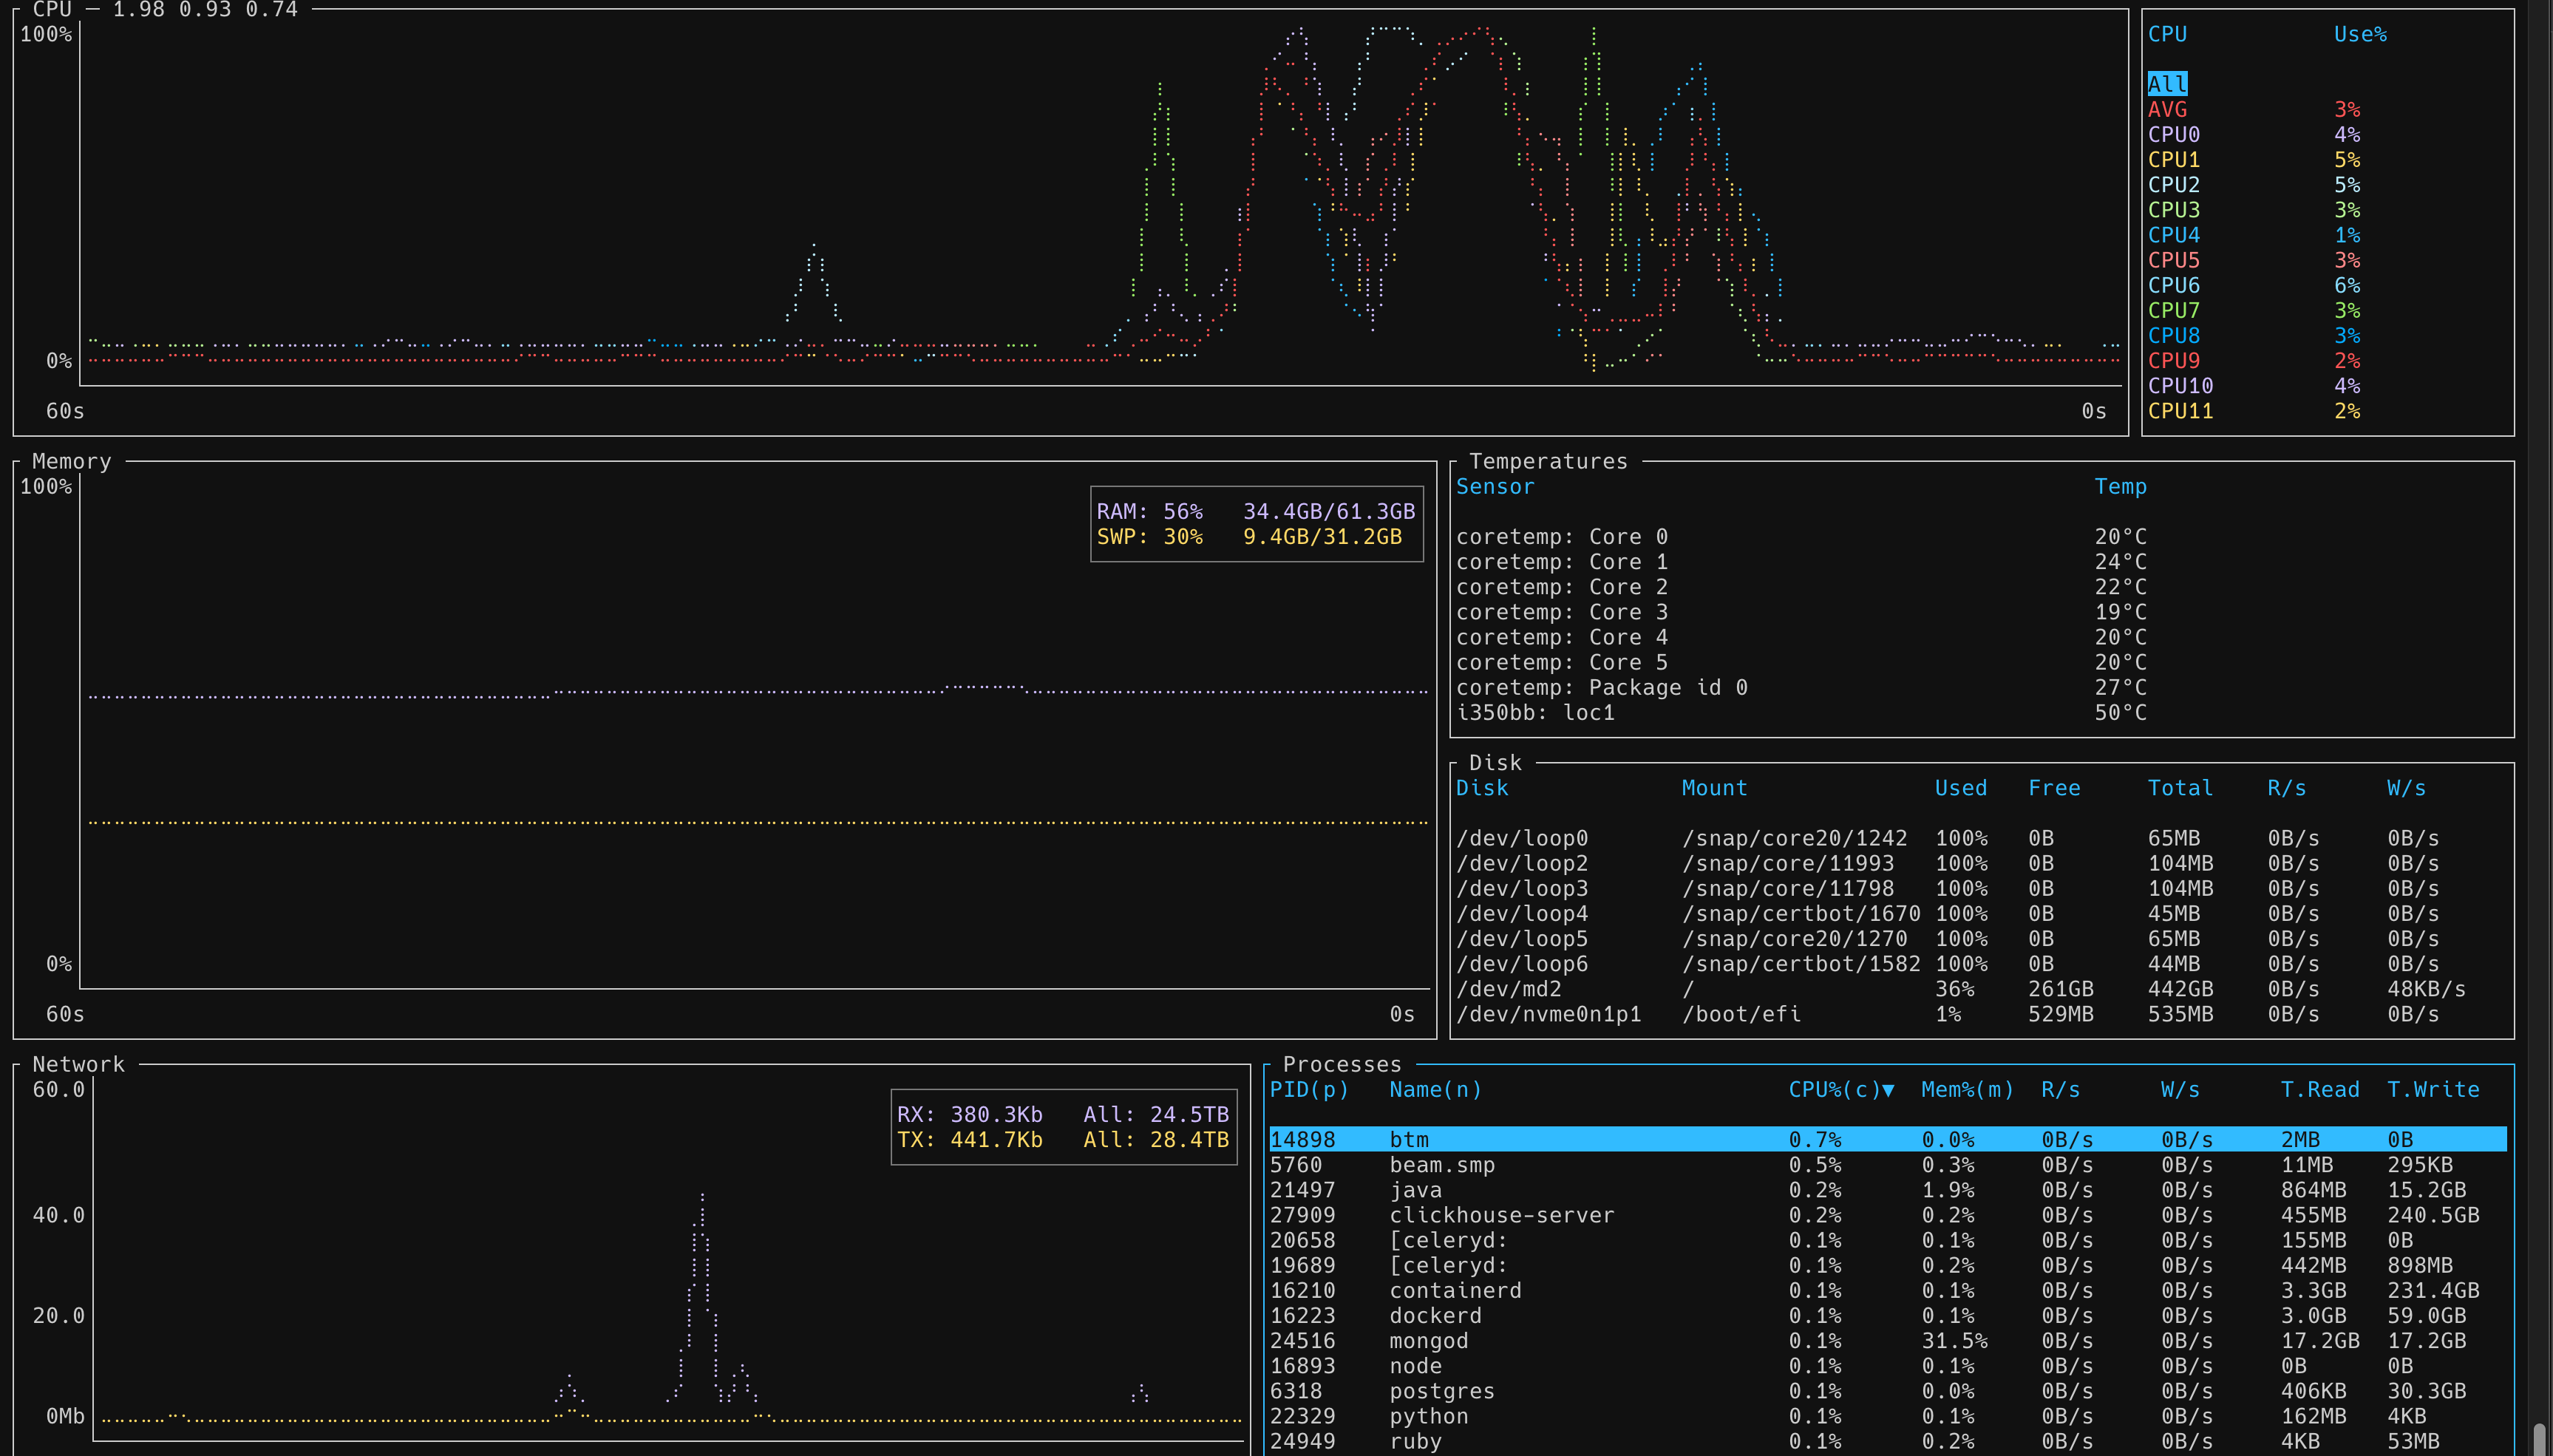 CPU — 1.98 0.93 0.74
100%
0%
60s 0s
CPU Use%
All
AVG 3%
CPU0 4%
CPU1 5%
CPU2 5%
CPU3 3%
CPU4 1%
CPU5 3%
CPU6 6%
CPU7 3%
CPU8 3%
CPU9 2%
CPU10 4%
CPU11 2%
Memory
100%
RAM: 56% 34.4GB/61.3GB
SWP: 30% 9.4GB/31.2GB
0%
60s 0s
Temperatures
Sensor Temp
coretemp: Core 0 20°C
coretemp: Core 1 24°C
coretemp: Core 2 22°C
coretemp: Core 3 19°C
coretemp: Core 4 20°C
coretemp: Core 5 20°C
coretemp: Package id 0 27°C
i350bb: loc1 50°C
Disk
Disk Mount Used Free Total R/s W/s
/dev/loop0 /snap/core20/1242 100% 0B 65MB 0B/s 0B/s
/dev/loop2 /snap/core/11993 100% 0B 104MB 0B/s 0B/s
/dev/loop3 /snap/core/11798 100% 0B 104MB 0B/s 0B/s
/dev/loop4 /snap/certbot/1670 100% 0B 45MB 0B/s 0B/s
/dev/loop5 /snap/core20/1270 100% 0B 65MB 0B/s 0B/s
/dev/loop6 /snap/certbot/1582 100% 0B 44MB 0B/s 0B/s
/dev/md2 / 36% 261GB 442GB 0B/s 48KB/s
/dev/nvme0n1p1 /boot/efi 1% 529MB 535MB 0B/s 0B/s
Network
60.0
RX: 380.3Kb All: 24.5TB
TX: 441.7Kb All: 28.4TB
40.0
20.0
0Mb
Processes
PID(p) Name(n) CPU%(c)▼ Mem%(m) R/s W/s T.Read T.Write
14898 btm 0.7% 0.0% 0B/s 0B/s 2MB 0B
5760 beam.smp 0.5% 0.3% 0B/s 0B/s 11MB 295KB
21497 java 0.2% 1.9% 0B/s 0B/s 864MB 15.2GB
27909 clickhouse-server 0.2% 0.2% 0B/s 0B/s 455MB 240.5GB
20658 [celeryd: 0.1% 0.1% 0B/s 0B/s 155MB 0B
19689 [celeryd: 0.1% 0.2% 0B/s 0B/s 442MB 898MB
16210 containerd 0.1% 0.1% 0B/s 0B/s 3.3GB 231.4GB
16223 dockerd 0.1% 0.1% 0B/s 0B/s 3.0GB 59.0GB
24516 mongod 0.1% 31.5% 0B/s 0B/s 17.2GB 17.2GB
16893 node 0.1% 0.1% 0B/s 0B/s 0B 0B
6318 postgres 0.1% 0.0% 0B/s 0B/s 406KB 30.3GB
22329 python 0.1% 0.1% 0B/s 0B/s 162MB 4KB
24949 ruby 0.1% 0.2% 0B/s 0B/s 4KB 53MB